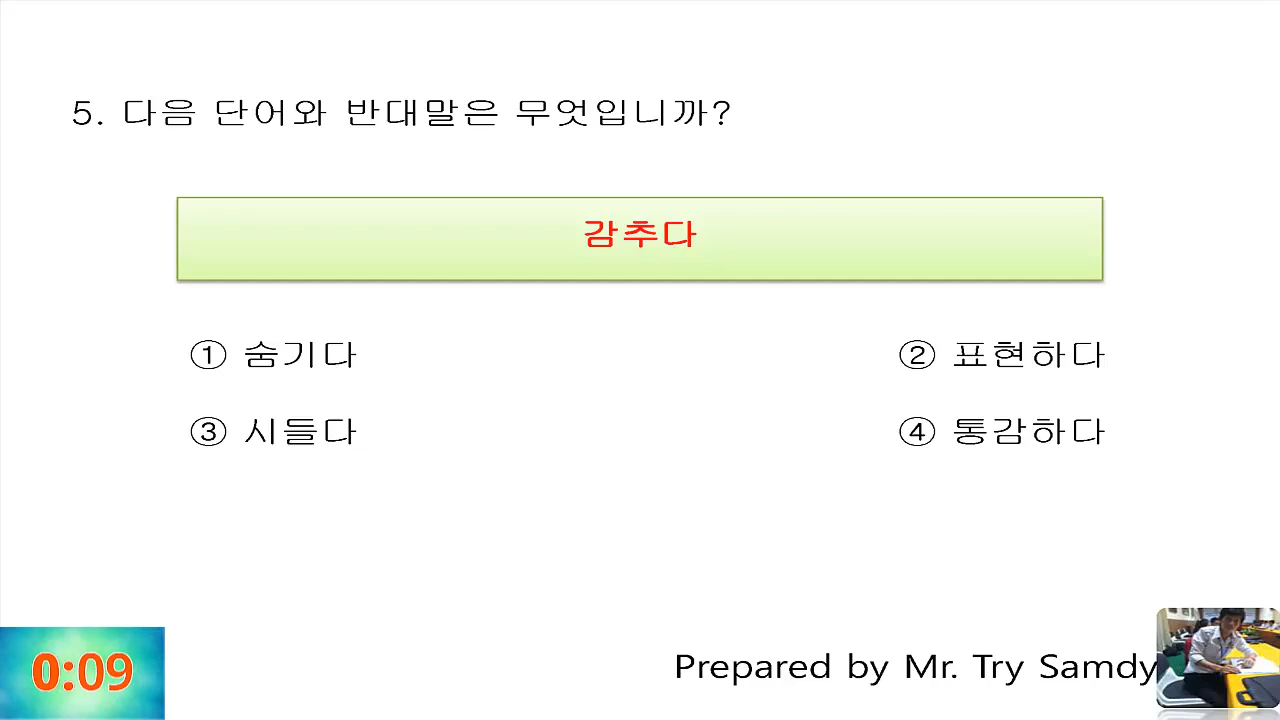 5. 다음 단어와 반대말은 무엇입니까?
감추다
① 숨기다 ② 표현하다
③ 시들다 ④ 통감하다
0:09 Prepared by Mr. Try Samdy